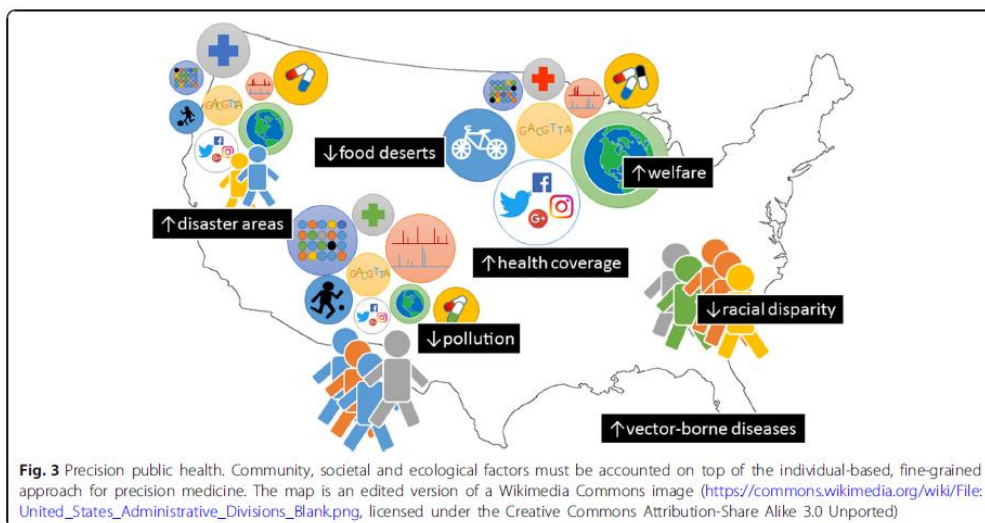 GACGTTA
GACGTTA
↓food deserts
↑welfare
↑disaster areas
↑health coverage
GACGTTA
↓racial disparity
↓pollution
↑vector-borne diseases
Fig. 3 Precision public health. Community, societal and ecological factors must be accounted on top of the individual-based, fine-grained
approach for precision medicine. The map is an edited version of a Wikimedia Commons image (https://commons.wikimedia.org/wiki/File:
United_States_Administrative_Divisions_Blank.png, licensed under the Creative Commons Attribution-Share Alike 3.0 Unported)